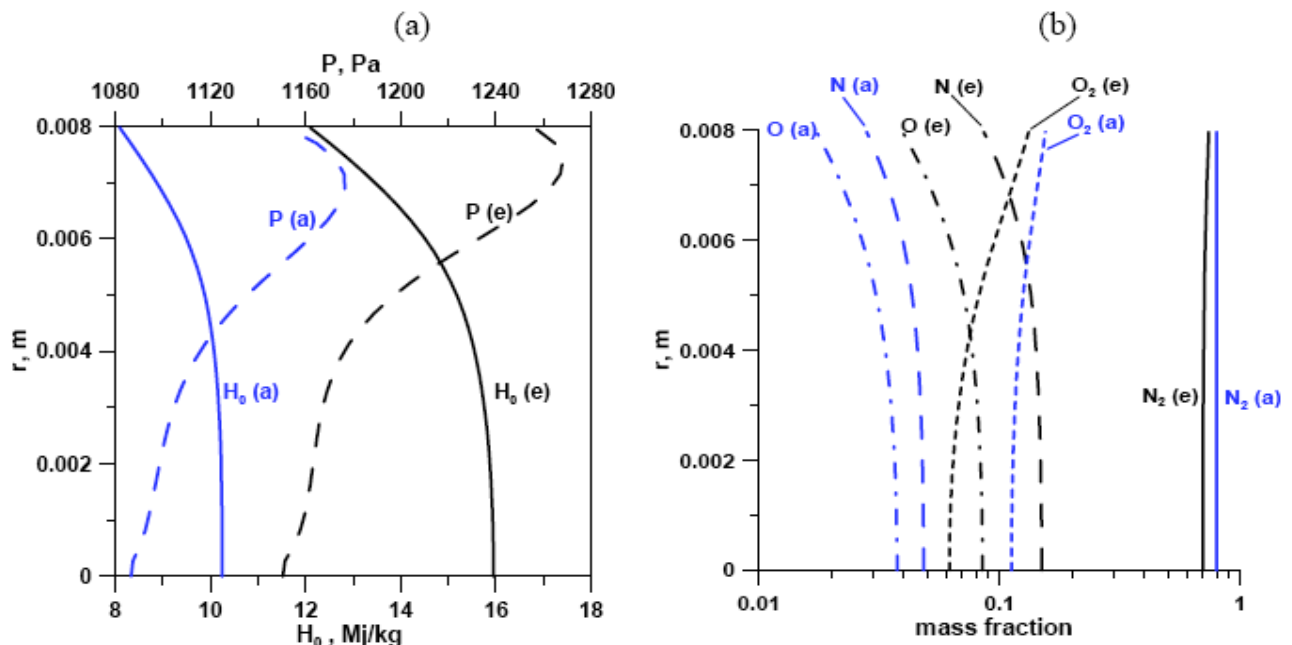 (a)
P, Pa
1080 1120 1160 1200 1240 1280
0.008
0.006
0.004
0.002
0
r, m
P (a)
P (e)
H₀ (a)
H₀ (e)
8 10 12 14 16 18
H₀ , Mj/kg
(b)
N (a)
N (e)
O₂ (e)
O (a)
O (e)
O₂ (a)
0.008
0.006
0.004
0.002
0
r, m
N₂ (e)
N₂ (a)
0.01 0.1 1
mass fraction